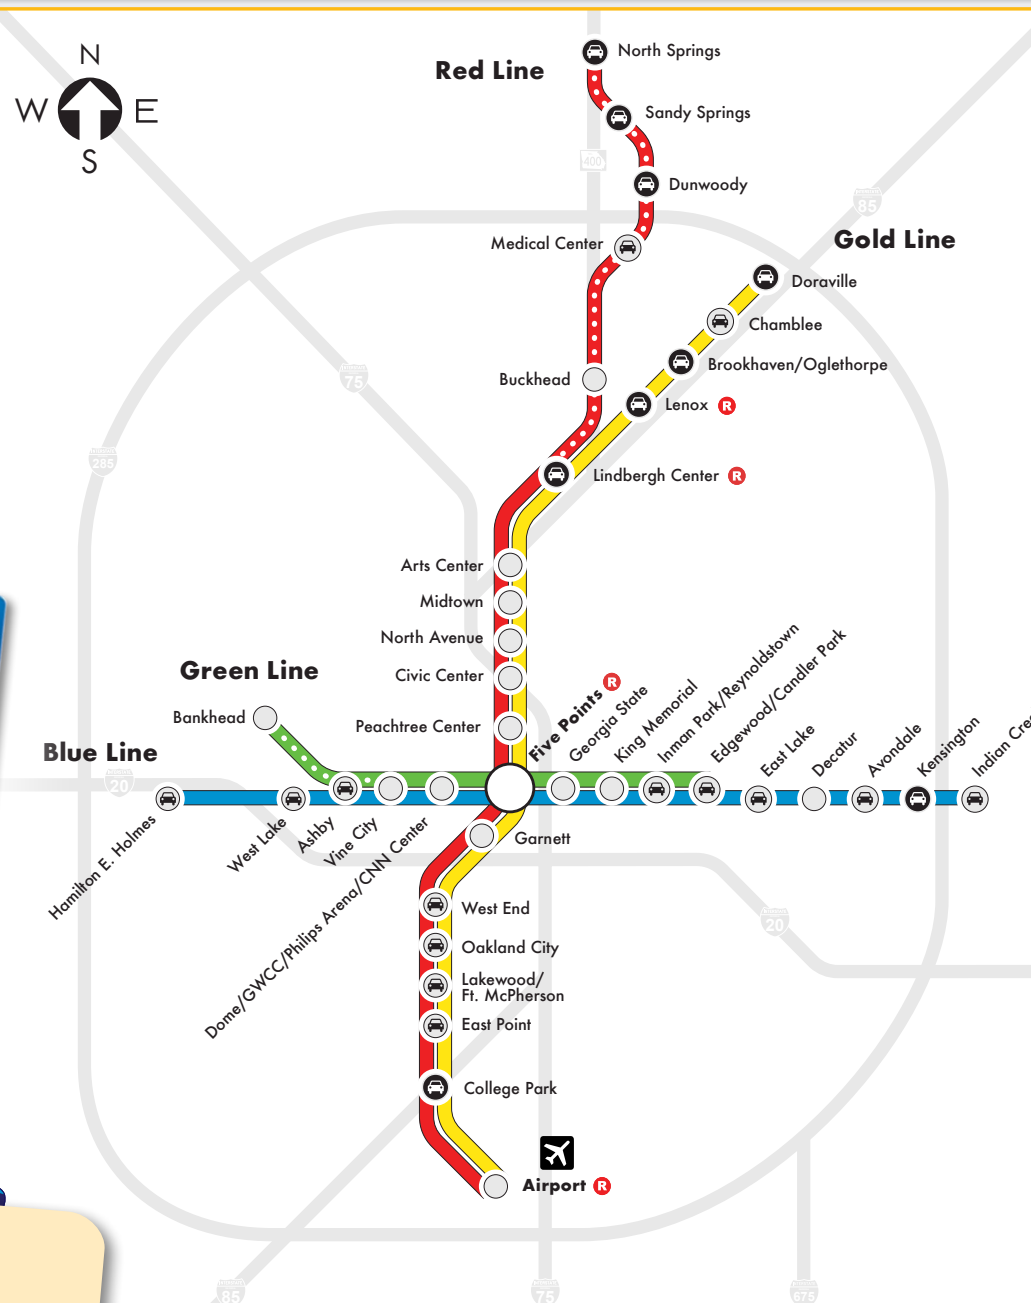 N
W E
S
Red Line
North Springs
Sandy Springs
400
Dunwoody
85
Medical Center
Gold Line
Doraville
Chamblee
Brookhaven/Oglethorpe
75
Buckhead
Lenox R
285
Lindbergh Center R
Arts Center
Midtown
North Avenue
Civic Center
Peachtree Center
Green Line
Bankhead
Blue Line
20
Five Points R
Georgia State
King Memorial
Inman Park/Reynoldstown
Edgewood/Candler Park
East Lake
Decatur
Avondale
Kensington
Indian
Hamilton E. Holmes
West Lake
Ashby
Vine City
Dome/GWCC/Philips Arena/CNN Center
Garnett
West End
20
Oakland City
Lakewood/
Ft. McPherson
East Point
College Park
Airport R
85
75
675